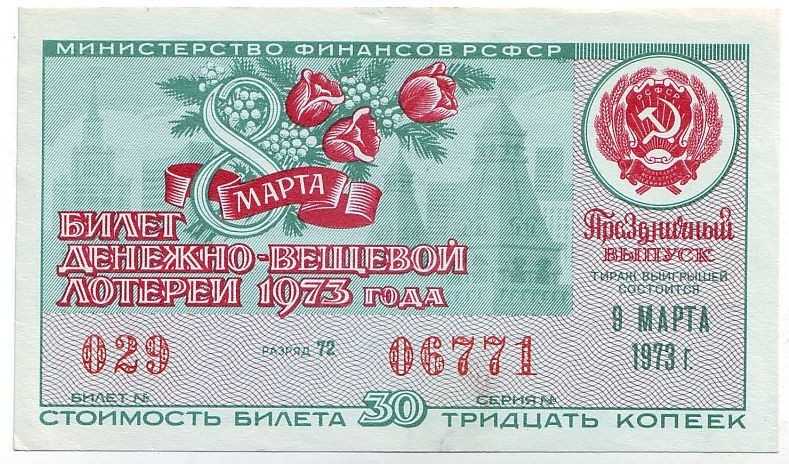 МИНИСТЕРСТВО ФИНАНСОВ РСФСР
8
МАРТА
БИЛЕТ
ДЕНЕЖНО-ВЕЩЕВОЙ
ЛОТЕРЕИ 1973 ГОДА
029
РАЗРЯД 72
06771
БИЛЕТ №
СЕРИЯ №
СТОИМОСТЬ БИЛЕТА 30 ТРИДЦАТЬ КОПЕЕК
РСФСР
Праздничный
ВЫПУСК
ТИРАЖ ВЫИГРЫШЕЙ
СОСТОИТСЯ
9 МАРТА
1973 г.